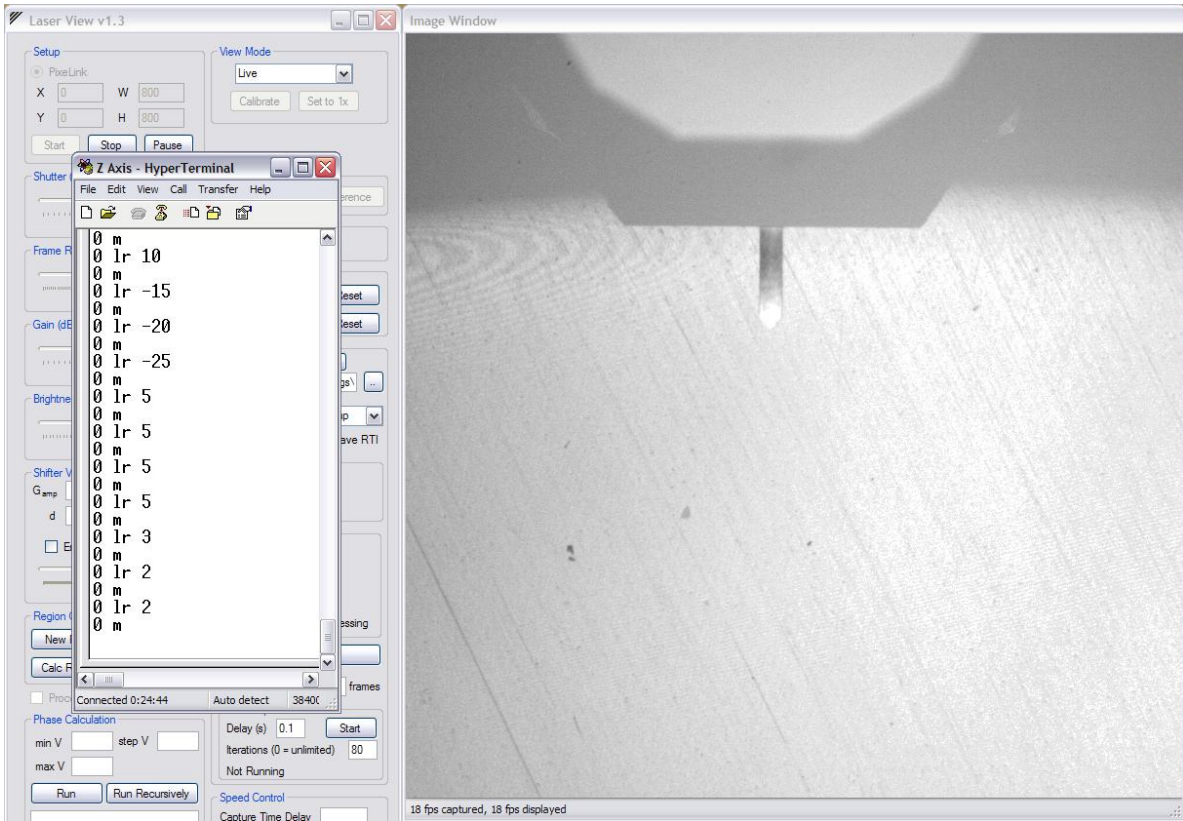 Laser View v1.3
Setup
PixeLink
X 0 W 800
Y 0 H 800
Start Stop Pause
View Mode
Live
Calibrate Set to 1x
Shutter
Frame R
Gain (dB
Brightne
Shifter V
G amp
d
Region
New
Calc R
Phase Calculation
min V step V
max V
Run Run Recursively
Z Axis - HyperTerminal
File Edit View Call Transfer Help
0 m
0 lr 10
0 m
0 lr -15
0 m
0 lr -20
0 m
0 lr -25
0 m
0 lr 5
0 m
0 lr 5
0 m
0 lr 5
0 m
0 lr 5
0 m
0 lr 3
0 m
0 lr 2
0 m
0 lr 2
0 m
Connected 0:24:44 Auto detect 38400
erence
Reset
Reset
gs\ ..
ave RTI
essing
frames
Delay (s) 0.1 Start
Iterations (0 = unlimited) 80
Not Running
Speed Control
Capture Time Delay
Image Window
18 fps captured, 18 fps displayed